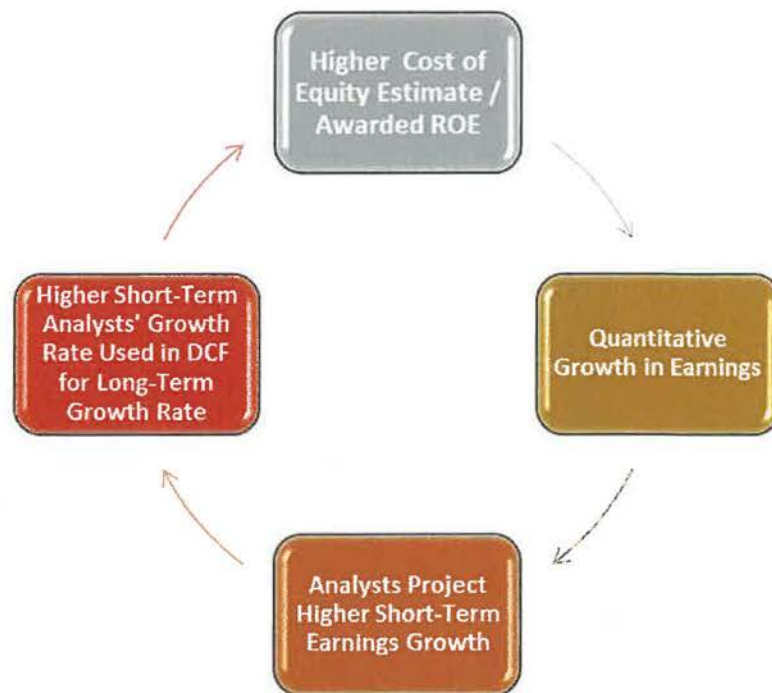 Higher Cost of
Equity Estimate /
Awarded ROE
Quantitative
Growth in Earnings
Analysts Project
Higher Short-Term
Earnings Growth
Higher Short-Term
Analysts' Growth
Rate Used in DCF
for Long-Term
Growth Rate